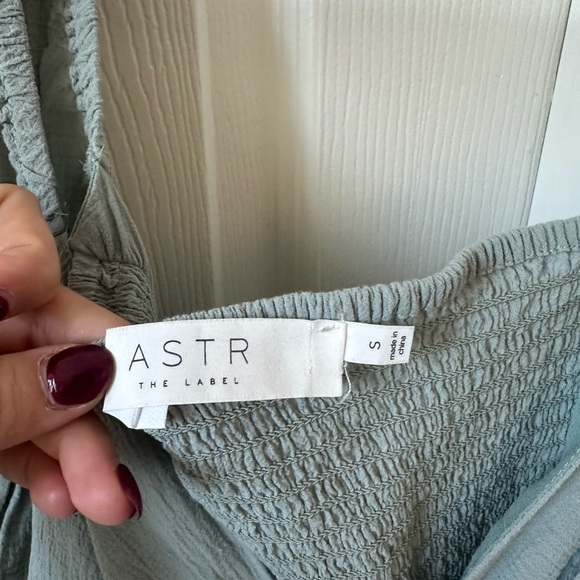 ASTR
THE LABEL
S
made in
china